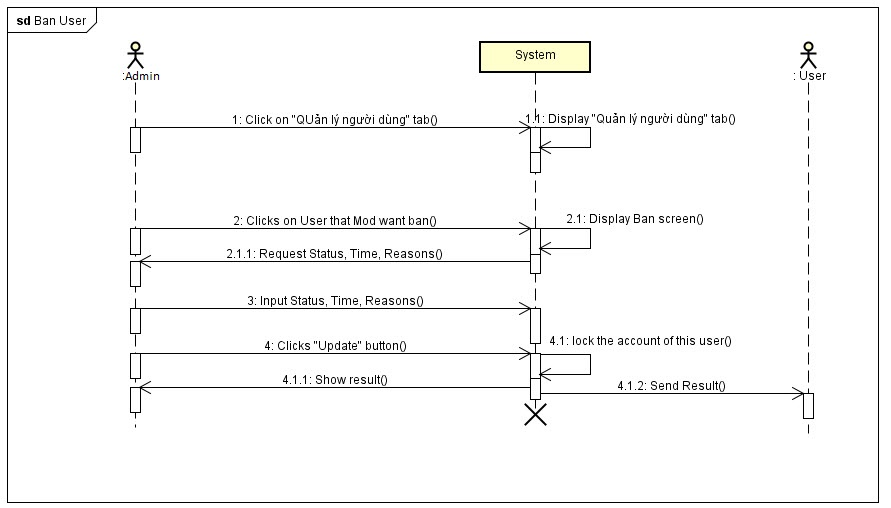 sd Ban User
:Admin
System
: User
1: Click on "QUản lý người dùng" tab()
1.1: Display "Quản lý người dùng" tab()
2: Clicks on User that Mod want ban()
2.1: Display Ban screen()
2.1.1: Request Status, Time, Reasons()
3: Input Status, Time, Reasons()
4: Clicks "Update" button()
4.1: lock the account of this user()
4.1.1: Show result()
4.1.2: Send Result()